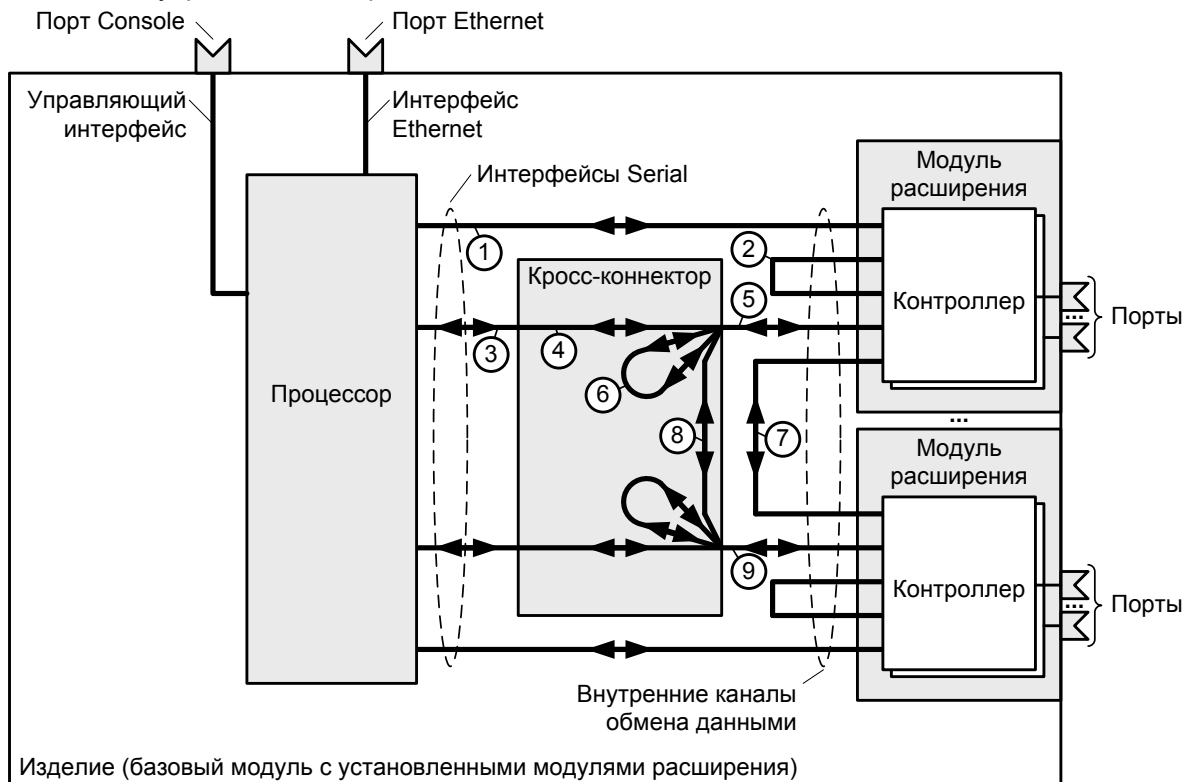 Порт Console
Порт Ethernet
Управляющий
интерфейс
Интерфейс
Ethernet
Интерфейсы Serial
Модуль
расширения
1
2
Кросс-коннектор
5
Контроллер
...
Порты
3
4
Процессор
6
...
8
7
Модуль
расширения
9
Контроллер
...
Порты
Внутренние каналы
обмена данными
Изделие (базовый модуль с установленными модулями расширения)